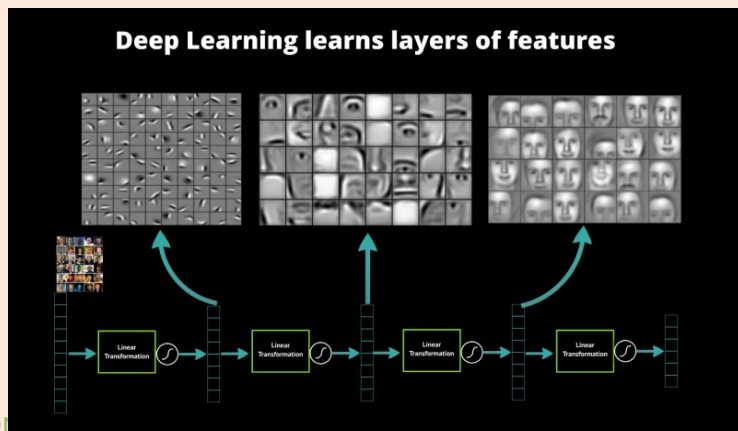 Deep Learning learns layers of features
Linear
Transformation
Linear
Transformation
Linear
Transformation
Linear
Transformation